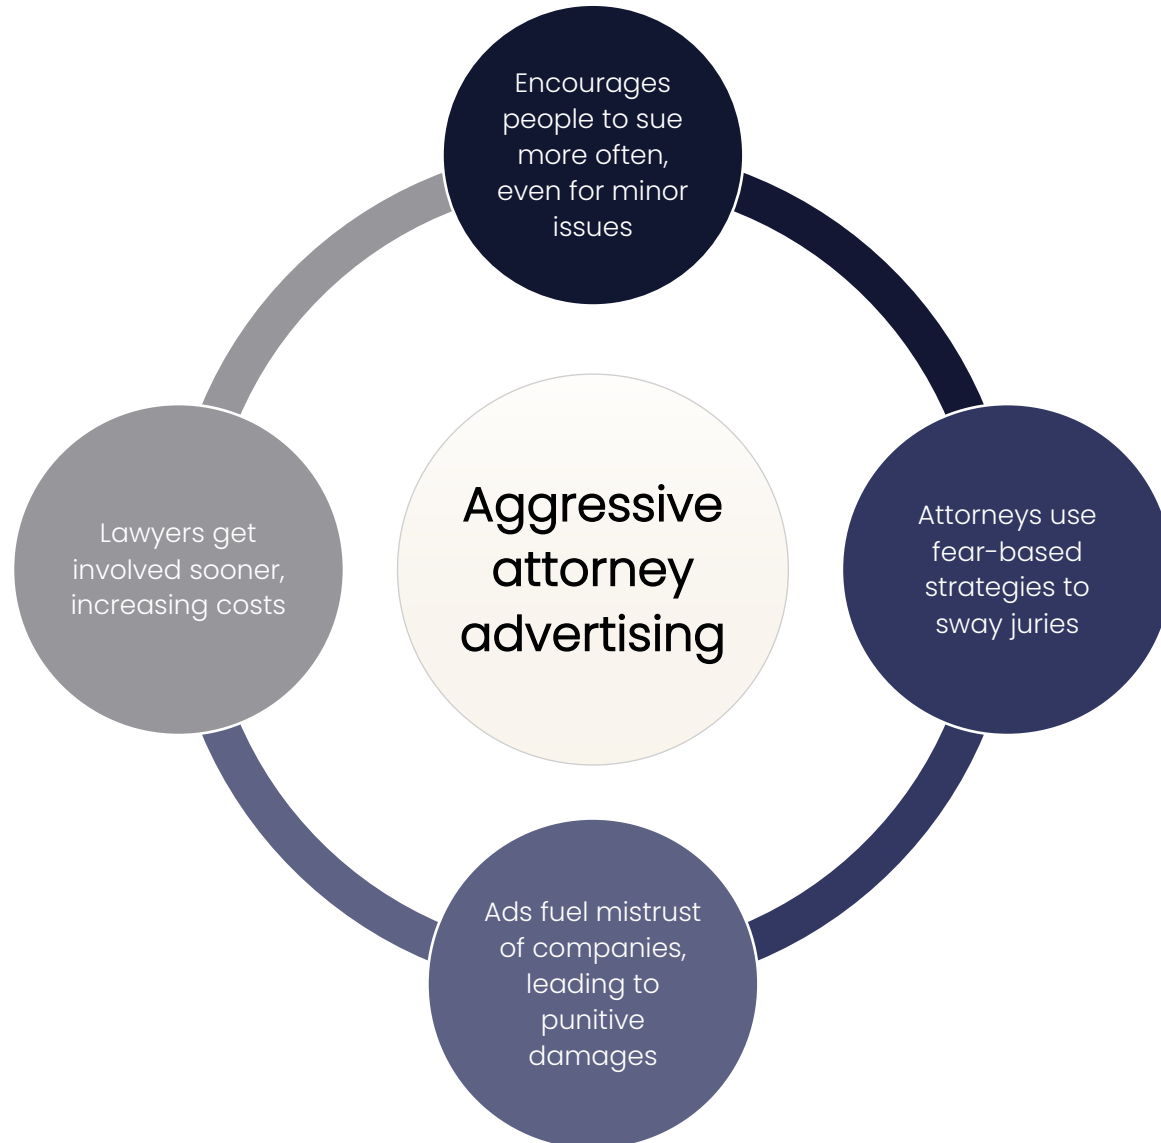 Encourages
people to sue
more often,
even for minor
issues
Aggressive
attorney
advertising
Attorneys use
fear-based
strategies to
sway juries
Ads fuel mistrust
of companies,
leading to
punitive
damages
Lawyers get
involved sooner,
increasing costs